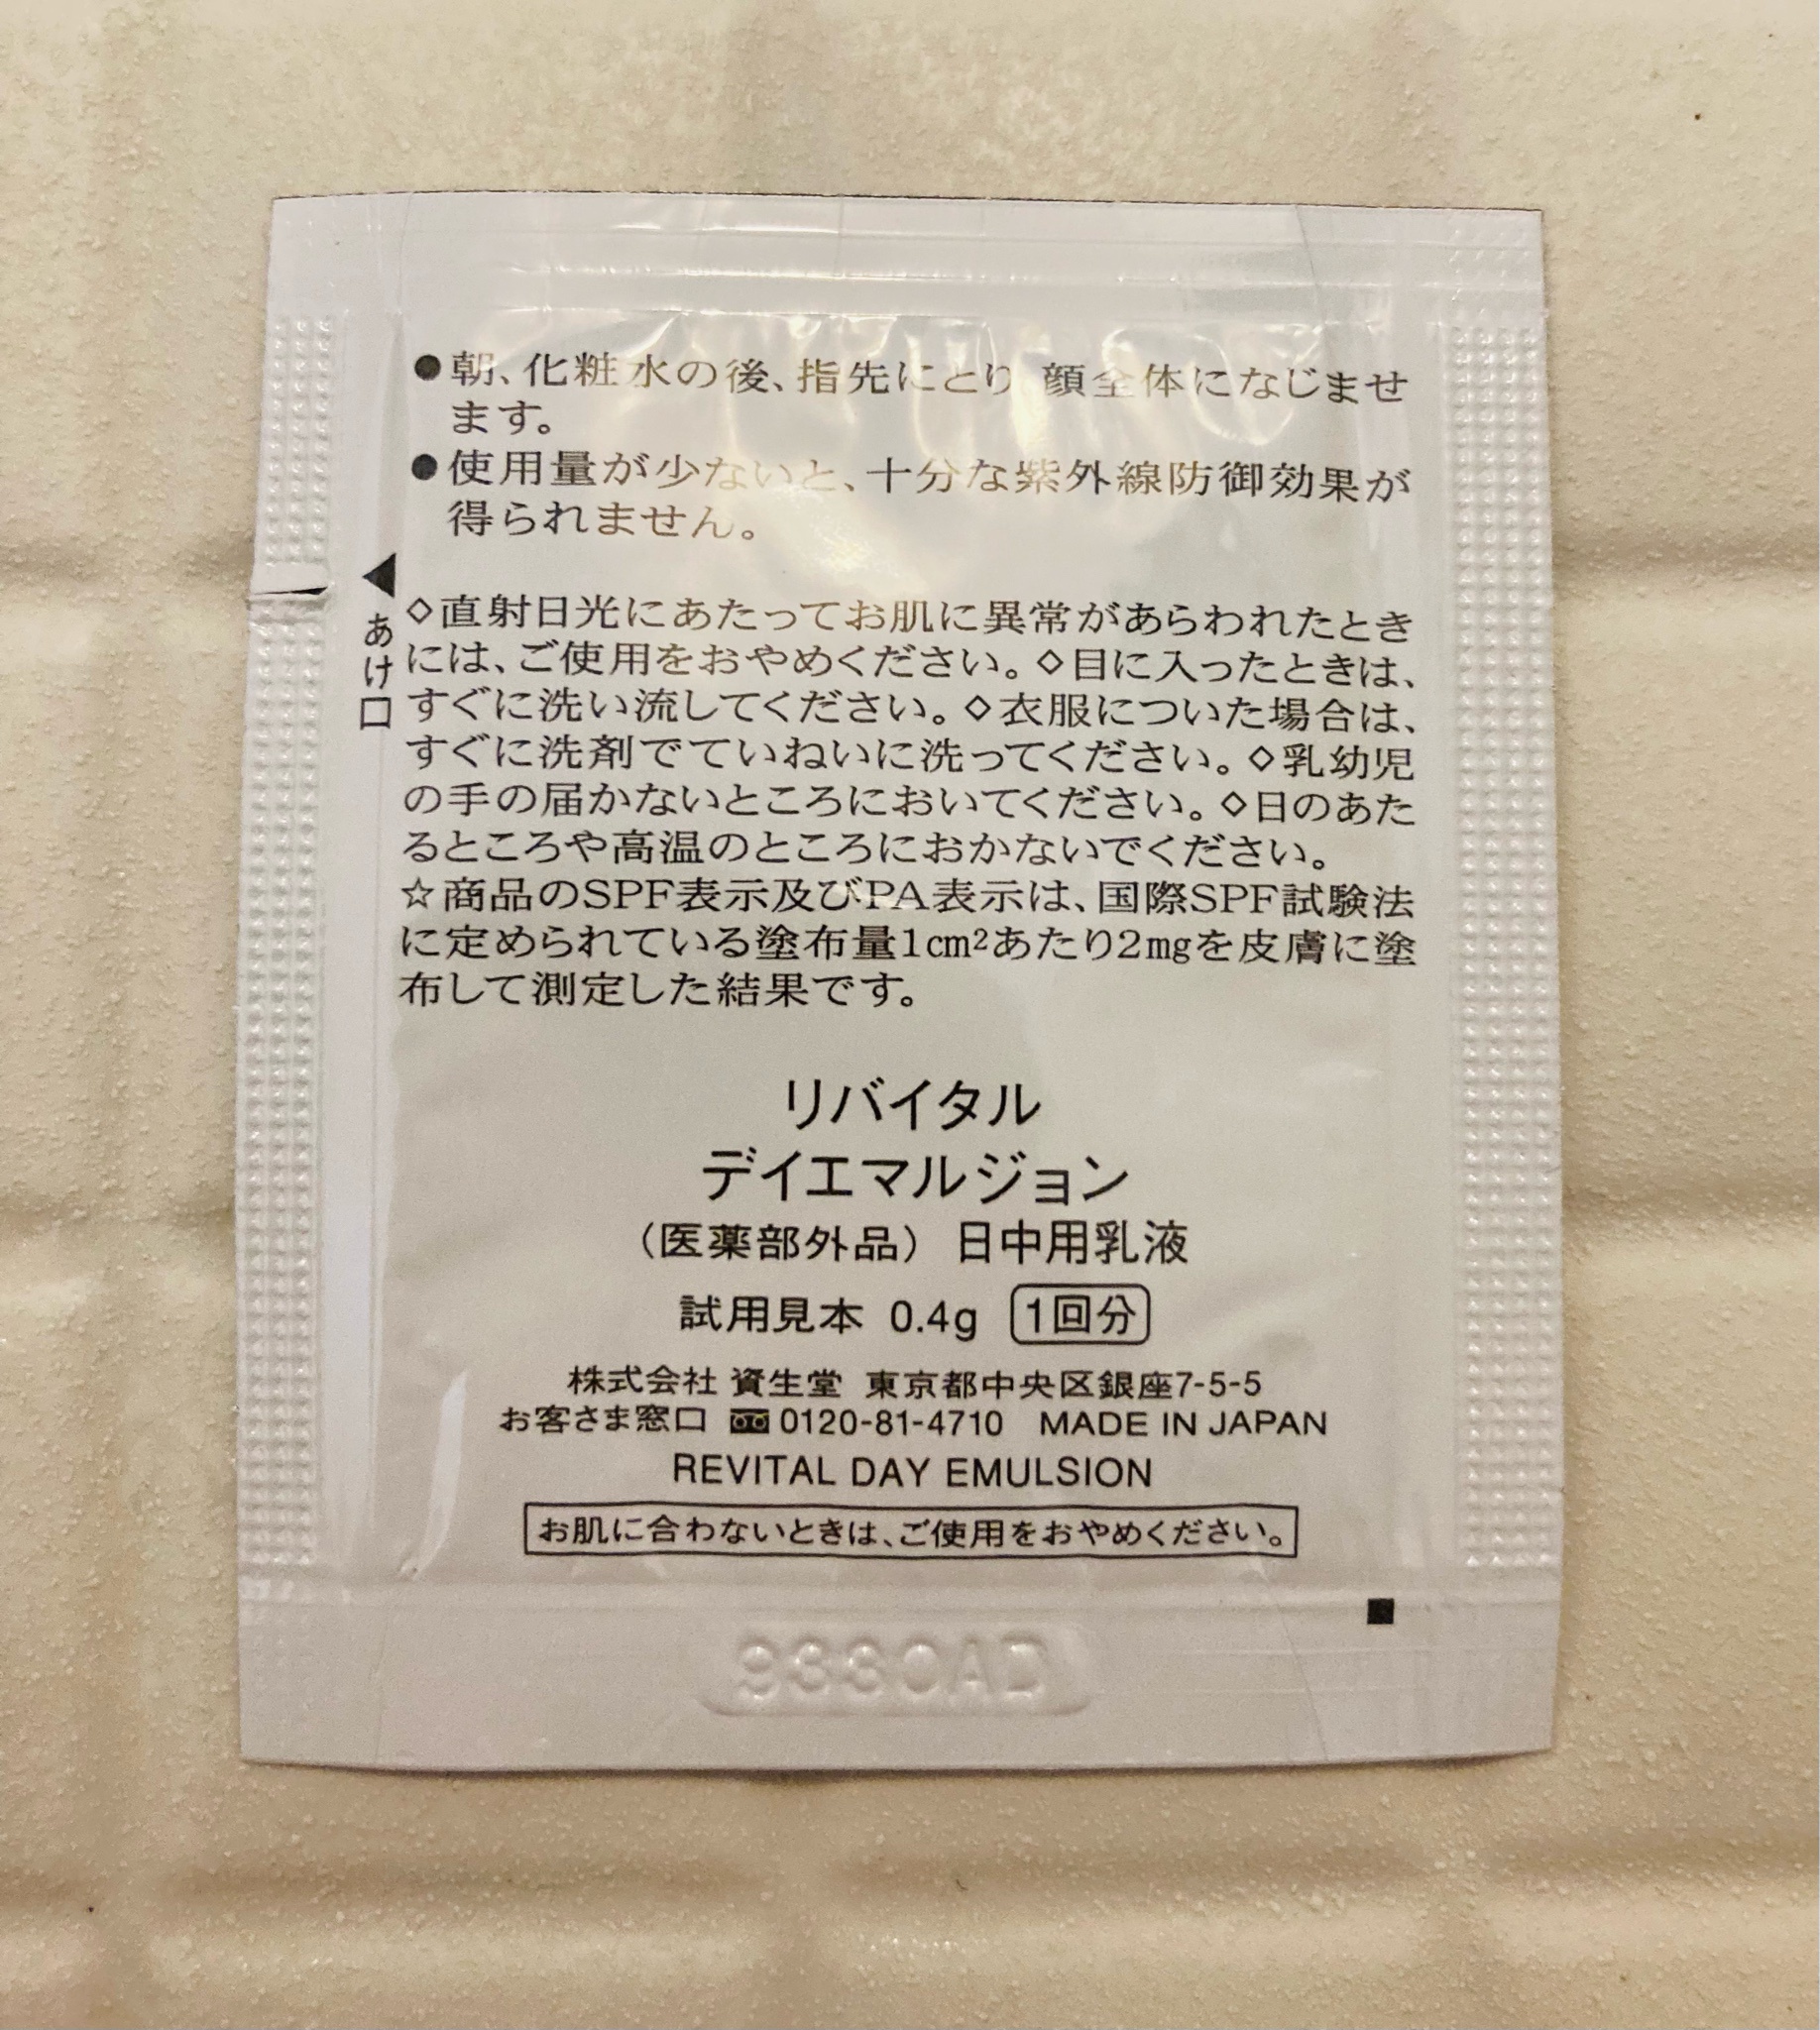 ●朝、化粧水の後、指先にとり、顔全体になじませ
ます。
●使用量が少ないと、十分な紫外線防御効果が
得られません。
◀あけ口
◇直射日光にあたってお肌に異常があらわれたとき
には、ご使用をおやめください。◇目に入ったときは、
すぐに洗い流してください。◇衣服についた場合は、
すぐに洗剤でていねいに洗ってください。◇乳幼児
の手の届かないところにおいてください。◇日のあた
るところや高温のところにおかないでください。
☆商品のSPF表示及びPA表示は、国際SPF試験法
に定められている塗布量1cm²あたり2mgを皮膚に塗
布して測定した結果です。
リバイタル
デイエマルジョン
（医薬部外品） 日中用乳液
試用見本 0.4g 1回分
株式会社 資生堂 東京都中央区銀座7-5-5
お客さま窓口 0120-81-4710 MADE IN JAPAN
REVITAL DAY EMULSION
お肌に合わないときは、ご使用をおやめください。
9330AD